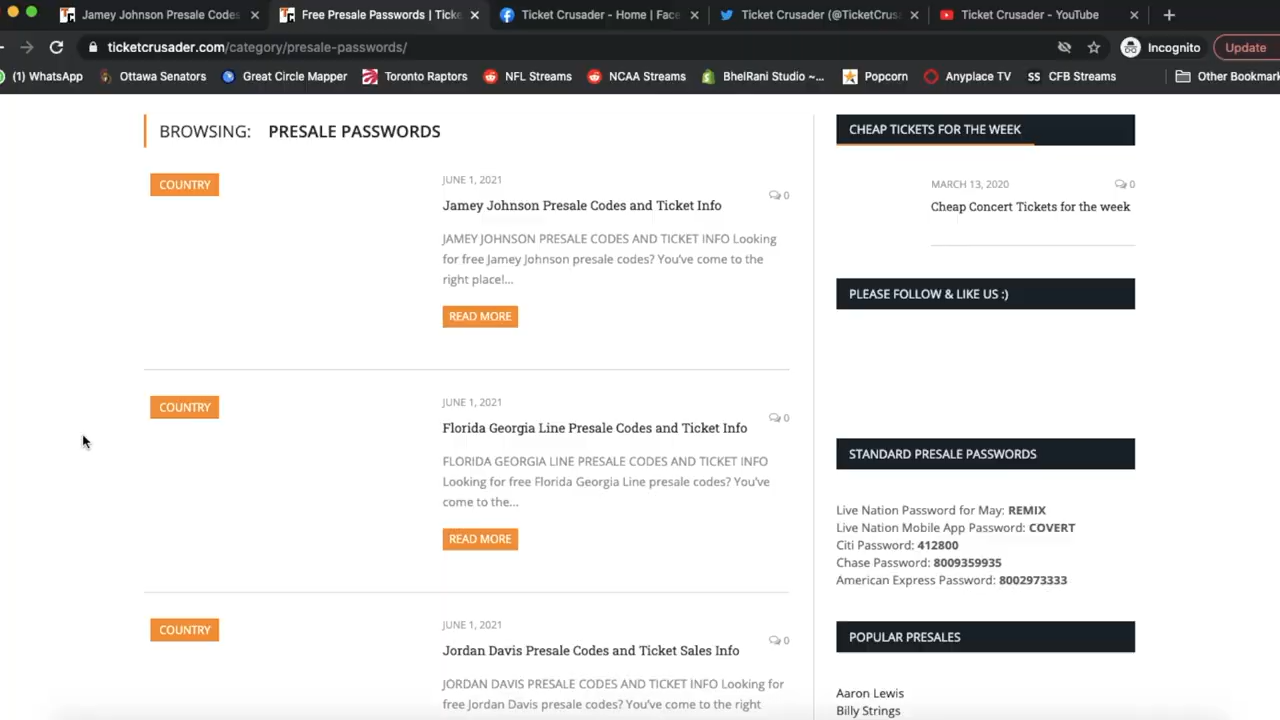 Jamey Johnson Presale Codes
Free Presale Passwords | Ticke
Ticket Crusader - Home | Face
Ticket Crusader (@TicketCrus
Ticket Crusader - YouTube
ticketcrusader.com/category/presale-passwords/
Incognito
Update
(1) WhatsApp
Ottawa Senators
Great Circle Mapper
Toronto Raptors
NFL Streams
NCAA Streams
BhelRani Studio ~...
Popcorn
Anyplace TV
SS CFB Streams
Other Bookmark
BROWSING: PRESALE PASSWORDS
COUNTRY
JUNE 1, 2021
0
Jamey Johnson Presale Codes and Ticket Info
JAMEY JOHNSON PRESALE CODES AND TICKET INFO Looking
for free Jamey Johnson presale codes? You've come to the
right place!...
READ MORE
COUNTRY
JUNE 1, 2021
0
Florida Georgia Line Presale Codes and Ticket Info
FLORIDA GEORGIA LINE PRESALE CODES AND TICKET INFO
Looking for free Florida Georgia Line presale codes? You've
come to the...
READ MORE
COUNTRY
JUNE 1, 2021
0
Jordan Davis Presale Codes and Ticket Sales Info
JORDAN DAVIS PRESALE CODES AND TICKET INFO Looking for
free Jordan Davis presale codes? You've come to the right
CHEAP TICKETS FOR THE WEEK
MARCH 13, 2020
0
Cheap Concert Tickets for the week
PLEASE FOLLOW & LIKE US :)
STANDARD PRESALE PASSWORDS
Live Nation Password for May: REMIX
Live Nation Mobile App Password: COVERT
Citi Password: 412800
Chase Password: 8009359935
American Express Password: 8002973333
POPULAR PRESALES
Aaron Lewis
Billy Strings